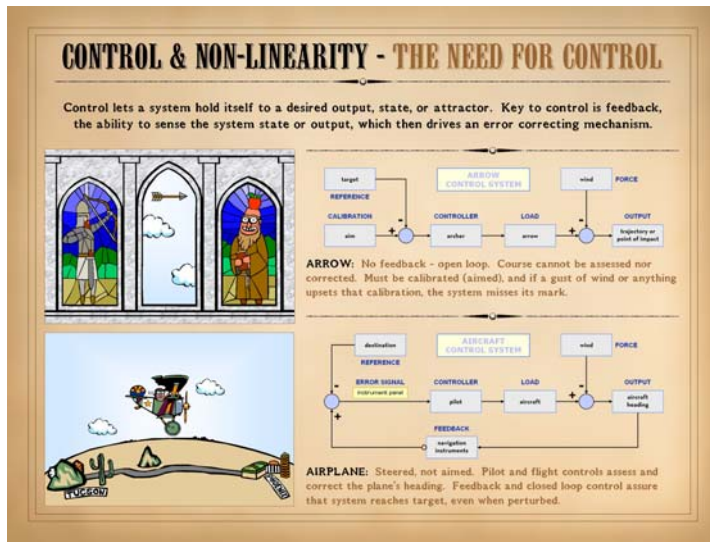 CONTROL & NON-LINEARITY - THE NEED FOR CONTROL
Control lets a system hold itself to a desired output, state, or attractor. Key to control is feedback,
the ability to sense the system state or output, which then drives an error correcting mechanism.
target
REFERENCE
ARROW
CONTROL SYSTEM
wind
FORCE
CALIBRATION
CONTROLLER
LOAD
OUTPUT
aim
-
+
archer
arrow
-
+
trajectory or
point of impact
ARROW: No feedback - open loop. Course cannot be assessed nor
corrected. Must be calibrated (aimed), and if a gust of wind or anything
upsets that calibration, the system misses its mark.
destination
REFERENCE
AIRCRAFT
CONTROL SYSTEM
wind
FORCE
ERROR SIGNAL
CONTROLLER
LOAD
OUTPUT
-
+
instrument panel
pilot
aircraft
-
+
aircraft
heading
FEEDBACK
navigation
instruments
TUCSON
PHOENIX
AIRPLANE: Steered, not aimed. Pilot and flight controls assess and
correct the plane's heading. Feedback and closed loop control assure
that system reaches target, even when perturbed.